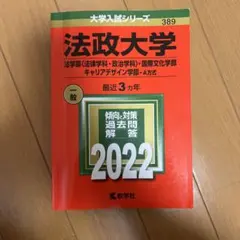 大学入試シリーズ
389
法政大学
法学部〈法律学科・政治学科〉・国際文化学部
キャリアデザイン学部-A方式
最近3カ年
一般
傾向と対策
過去問
解答
2022
教学社